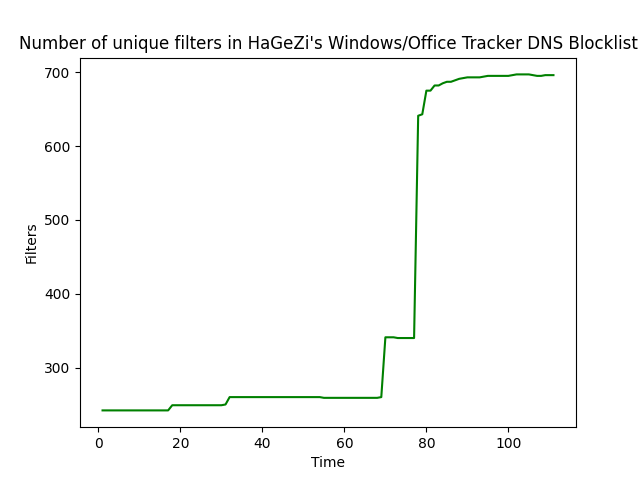 Number of unique filters in HaGeZi's Windows/Office Tracker DNS Blocklist
700
600
500
400
300
Filters
0 20 40 60 80 100
Time